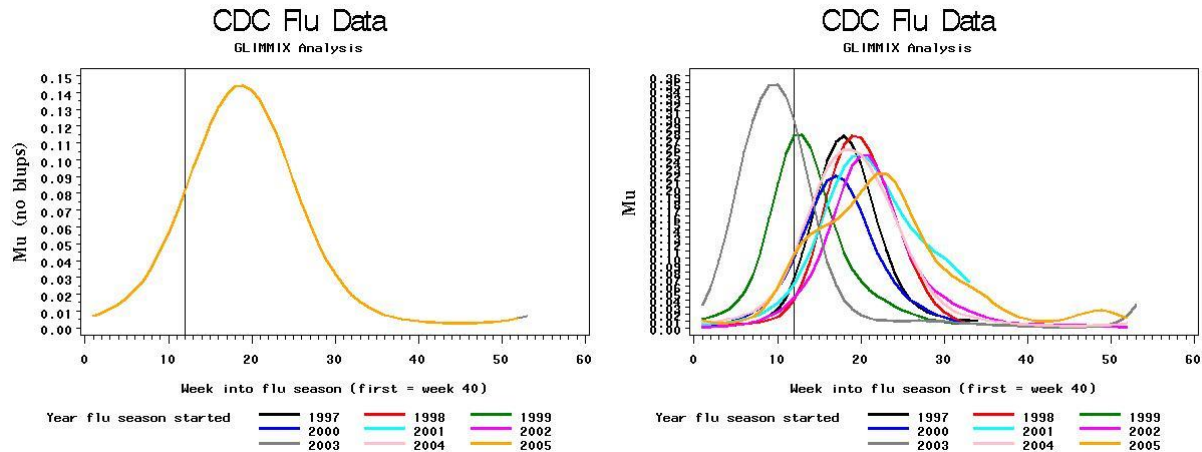 CDC Flu Data
GLIMMIX Analysis
Mu (no blups)
0.15
0.14
0.13
0.12
0.11
0.10
0.09
0.08
0.07
0.06
0.05
0.04
0.03
0.02
0.01
0.00
0 10 20 30 40 50 60
Week into flu season (first = week 40)
Year flu season started 1997 1998 1999
2000 2001 2002
2003 2004 2005
CDC Flu Data
GLIMMIX Analysis
Mu
0.36
0.00
0 10 20 30 40 50 60
Week into flu season (first = week 40)
Year flu season started 1997 1998 1999
2000 2001 2002
2003 2004 2005